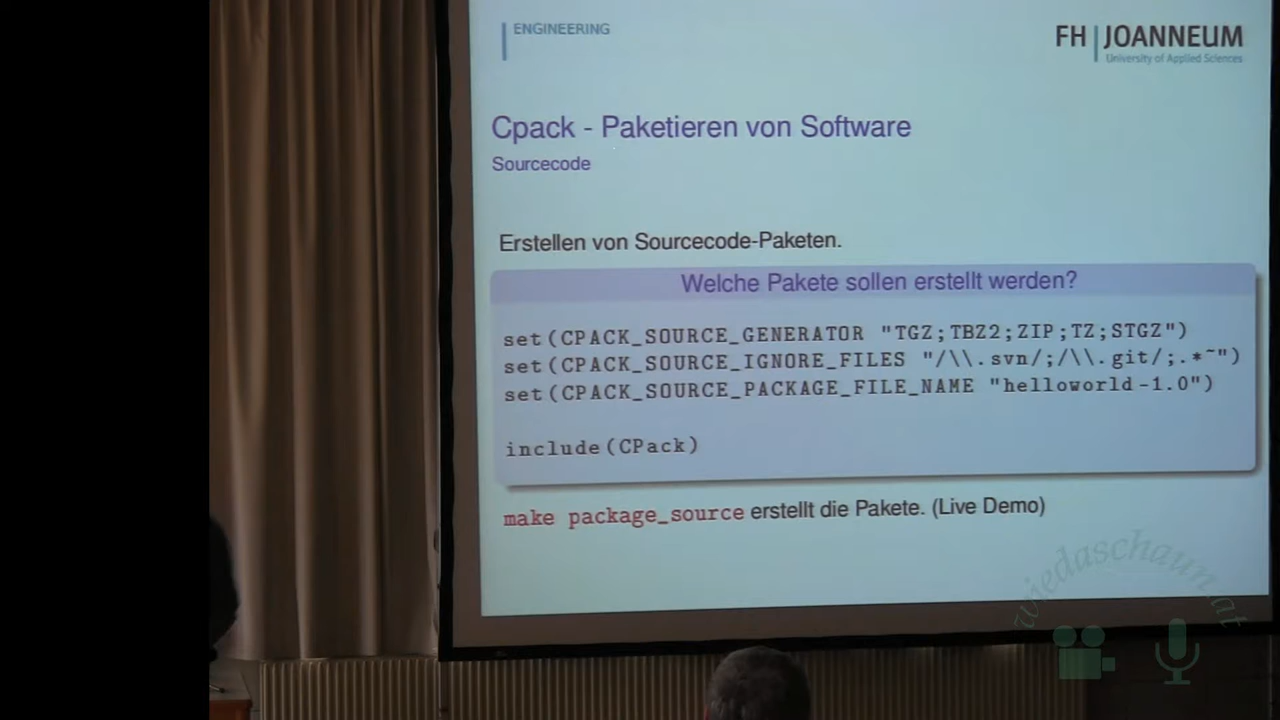 ENGINEERING
FH | JOANNEUM
University of Applied Sciences
Cpack - Paketieren von Software
Sourcecode
Erstellen von Sourcecode-Paketen.
Welche Pakete sollen erstellt werden?
set(CPACK_SOURCE_GENERATOR "TGZ;TBZ2;ZIP;TZ;STGZ")
set(CPACK_SOURCE_IGNORE_FILES "/\\.svn/;/\\.git/;.*~")
set(CPACK_SOURCE_PACKAGE_FILE_NAME "helloworld-1.0")
include(CPack)
make package_source erstellt die Pakete. (Live Demo)
wiedaschaun.at